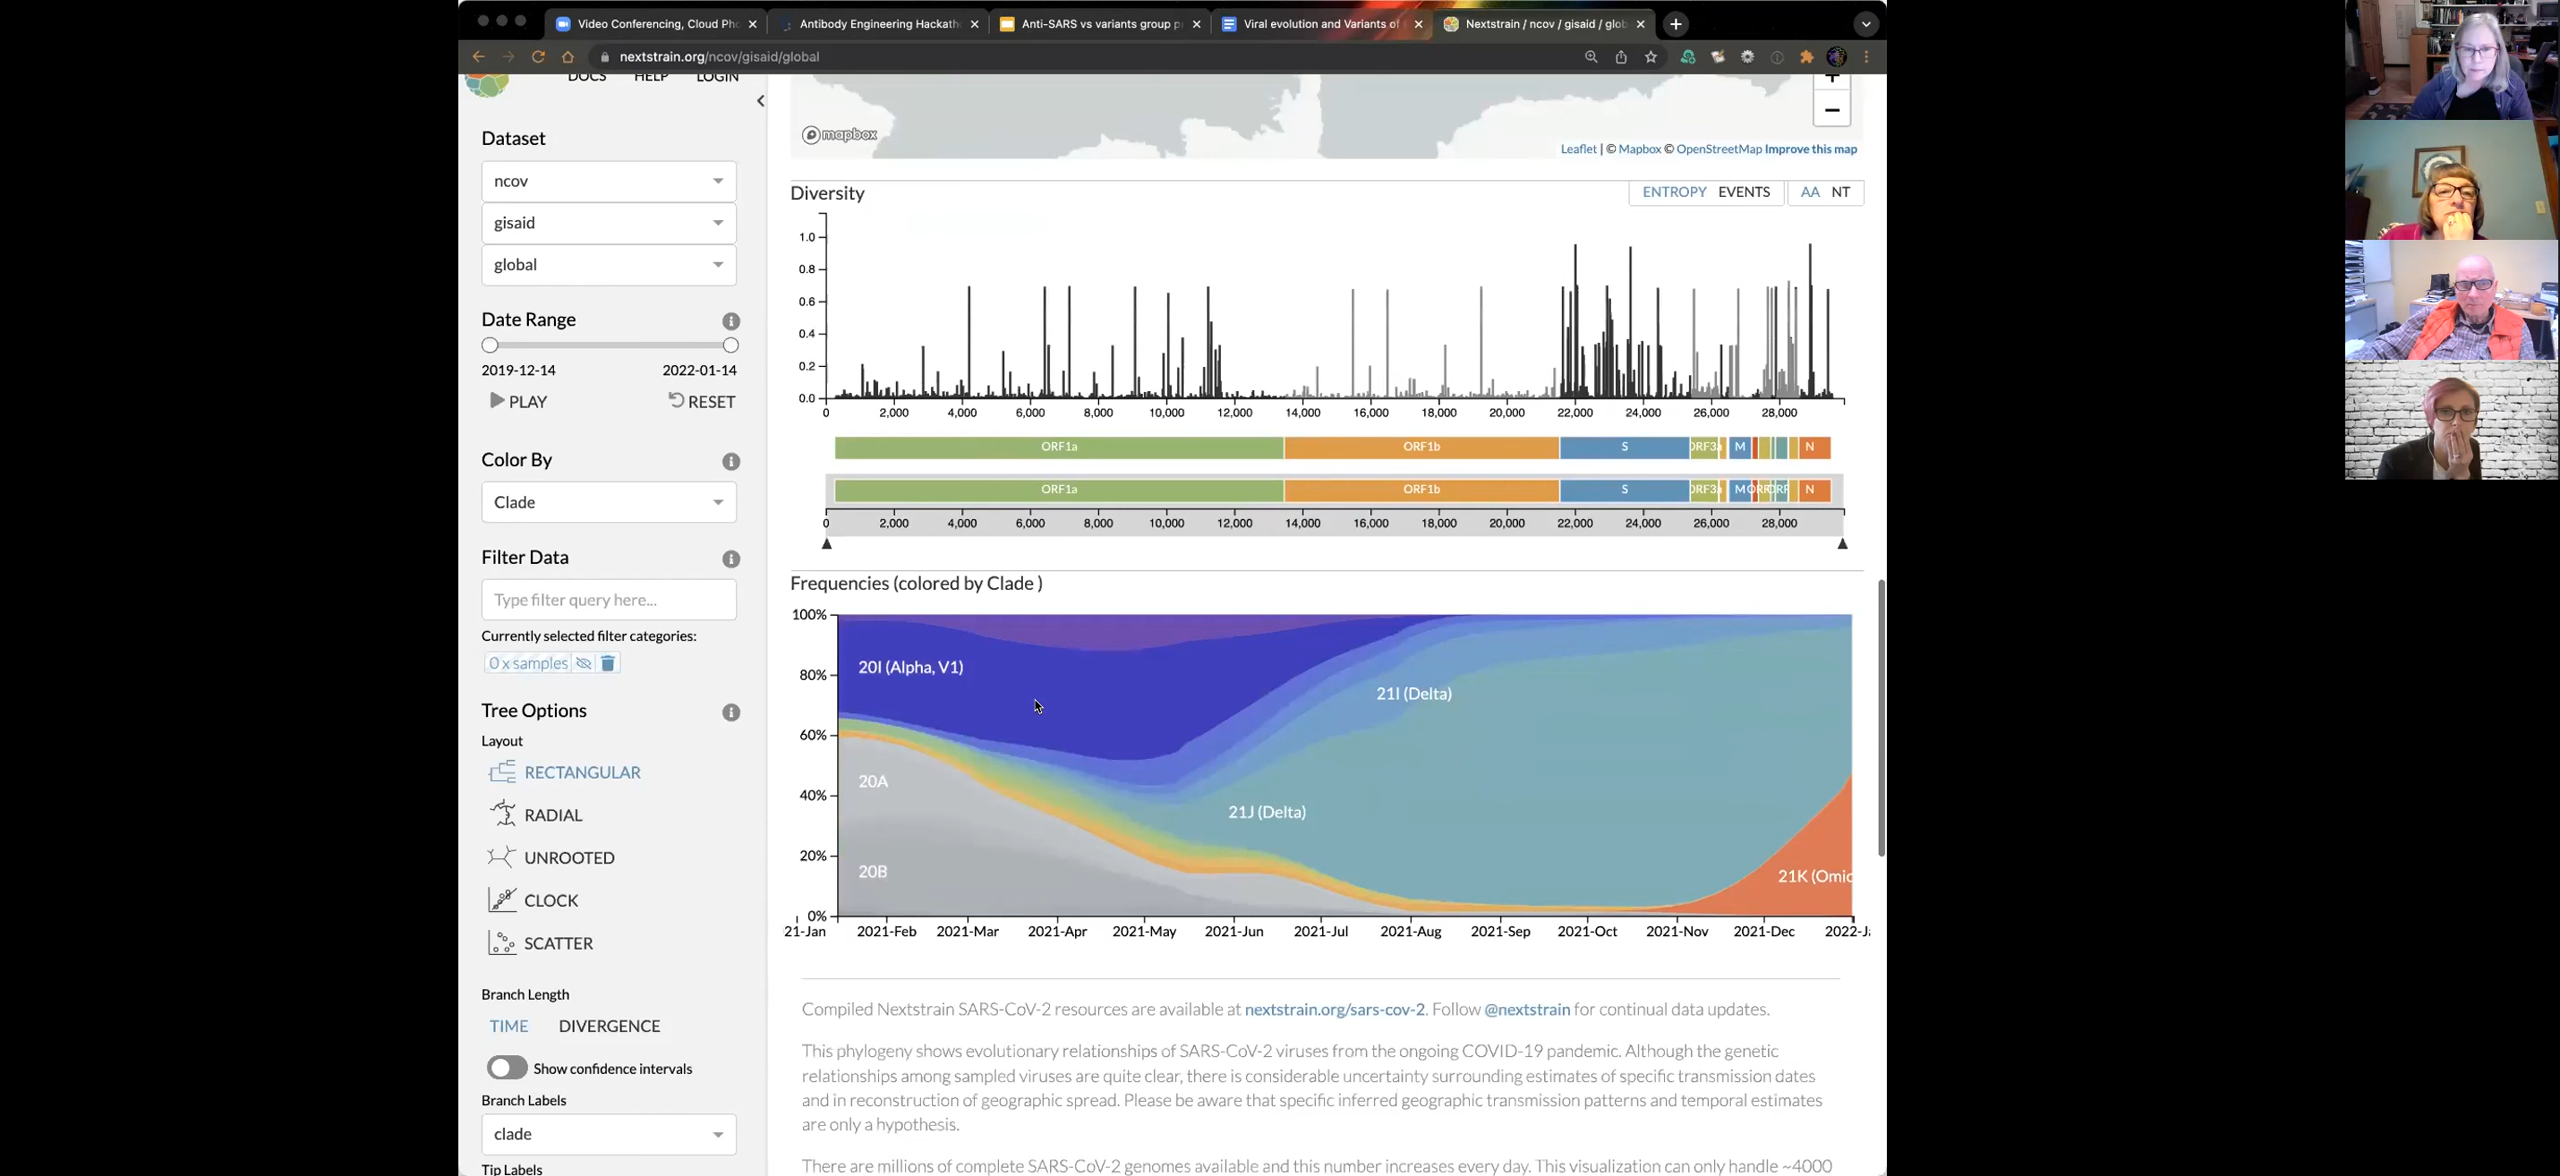 Video Conferencing, Cloud Pho
Antibody Engineering Hackath
Anti-SARS vs variants group p
Viral evolution and Variants of
Nextstrain / ncov / gisaid / glob
nextstrain.org/ncov/gisaid/global
DOCS HELP LOGIN
Dataset
ncov
gisaid
global
Date Range
2019-12-14 2022-01-14
PLAY RESET
Color By
Clade
Filter Data
Type filter query here...
Currently selected filter categories:
0 x samples
Tree Options
Layout
RECTANGULAR
RADIAL
UNROOTED
CLOCK
SCATTER
Branch Length
TIME DIVERGENCE
Show confidence intervals
Branch Labels
clade
Tip Labels
mapbox
Leaflet | © Mapbox © OpenStreetMap Improve this map
Diversity
ENTROPY EVENTS AA NT
1.0
0.8
0.6
0.4
0.2
0.0
0 2,000 4,000 6,000 8,000 10,000 12,000 14,000 16,000 18,000 20,000 22,000 24,000 26,000 28,000
ORF1a ORF1b S ORF3a M N
ORF1a ORF1b S ORF3a M N
0 2,000 4,000 6,000 8,000 10,000 12,000 14,000 16,000 18,000 20,000 22,000 24,000 26,000 28,000
Frequencies (colored by Clade )
100%
80%
60%
40%
20%
0%
20I (Alpha, V1)
21I (Delta)
20A
21J (Delta)
20B
21K (Omic
21-Jan 2021-Feb 2021-Mar 2021-Apr 2021-May 2021-Jun 2021-Jul 2021-Aug 2021-Sep 2021-Oct 2021-Nov 2021-Dec 2022-J
Compiled Nextstrain SARS-CoV-2 resources are available at nextstrain.org/sars-cov-2. Follow @nextstrain for continual data updates.
This phylogeny shows evolutionary relationships of SARS-CoV-2 viruses from the ongoing COVID-19 pandemic. Although the genetic
relationships among sampled viruses are quite clear, there is considerable uncertainty surrounding estimates of specific transmission dates
and in reconstruction of geographic spread. Please be aware that specific inferred geographic transmission patterns and temporal estimates
are only a hypothesis.
There are millions of complete SARS-CoV-2 genomes available and this number increases every day. This visualization can only handle ~4000